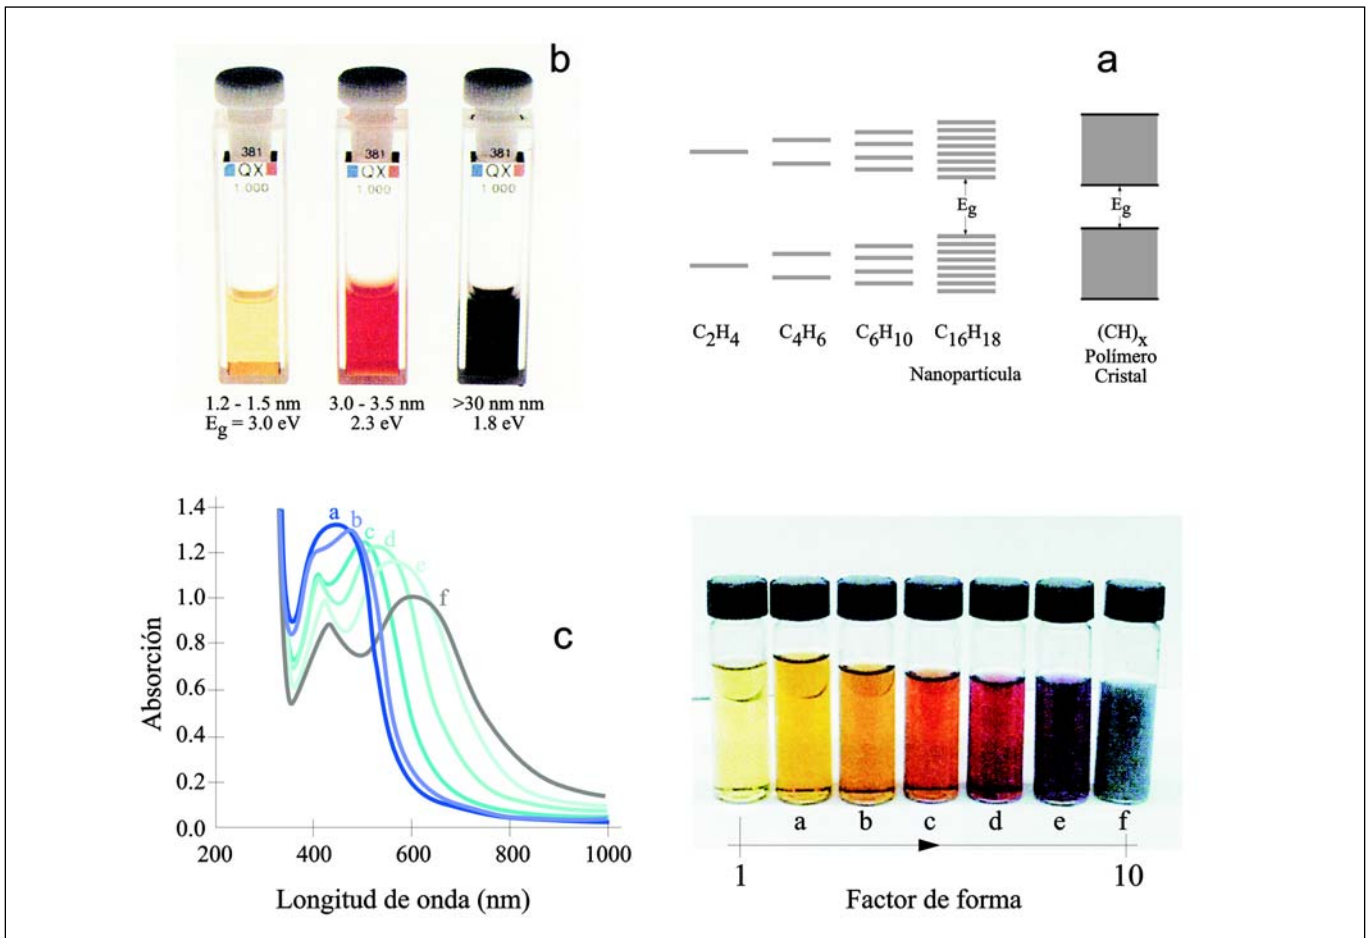 b
a
381
QX
1.000
381
QX
1.000
381
QX
1.000
1.2 - 1.5 nm
E_g = 3.0 eV
3.0 - 3.5 nm
2.3 eV
>30 nm nm
1.8 eV
E_g
E_g
C₂H₄
C₄H₆
C₆H₁₀
C₁₆H₁₈
(CH)ₓ
Nanopartícula
Polímero
Cristal
1.4
1.2
1.0
0.8
0.6
0.4
0.2
0.0
Absorción
a
b
c
d
e
f
c
200
400
600
800
1000
Longitud de onda (nm)
a b c d e f
1
10
Factor de forma